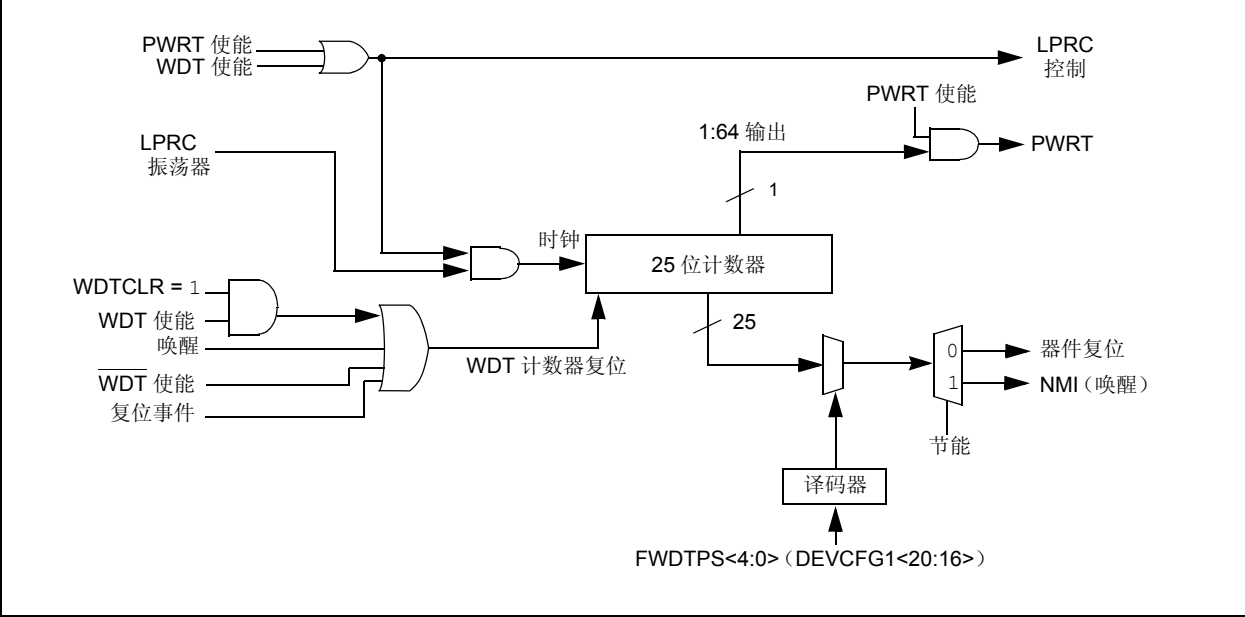 PWRT 使能
WDT 使能
LPRC
控制
PWRT 使能
1:64 输出
PWRT
LPRC
振荡器
1
时钟
25 位计数器
WDTCLR = 1
WDT 使能
唤醒
WDT 使能
复位事件
WDT 计数器复位
25
0
器件复位
1
NMI（唤醒）
节能
译码器
FWDTPS<4:0>（DEVCFG1<20:16>）